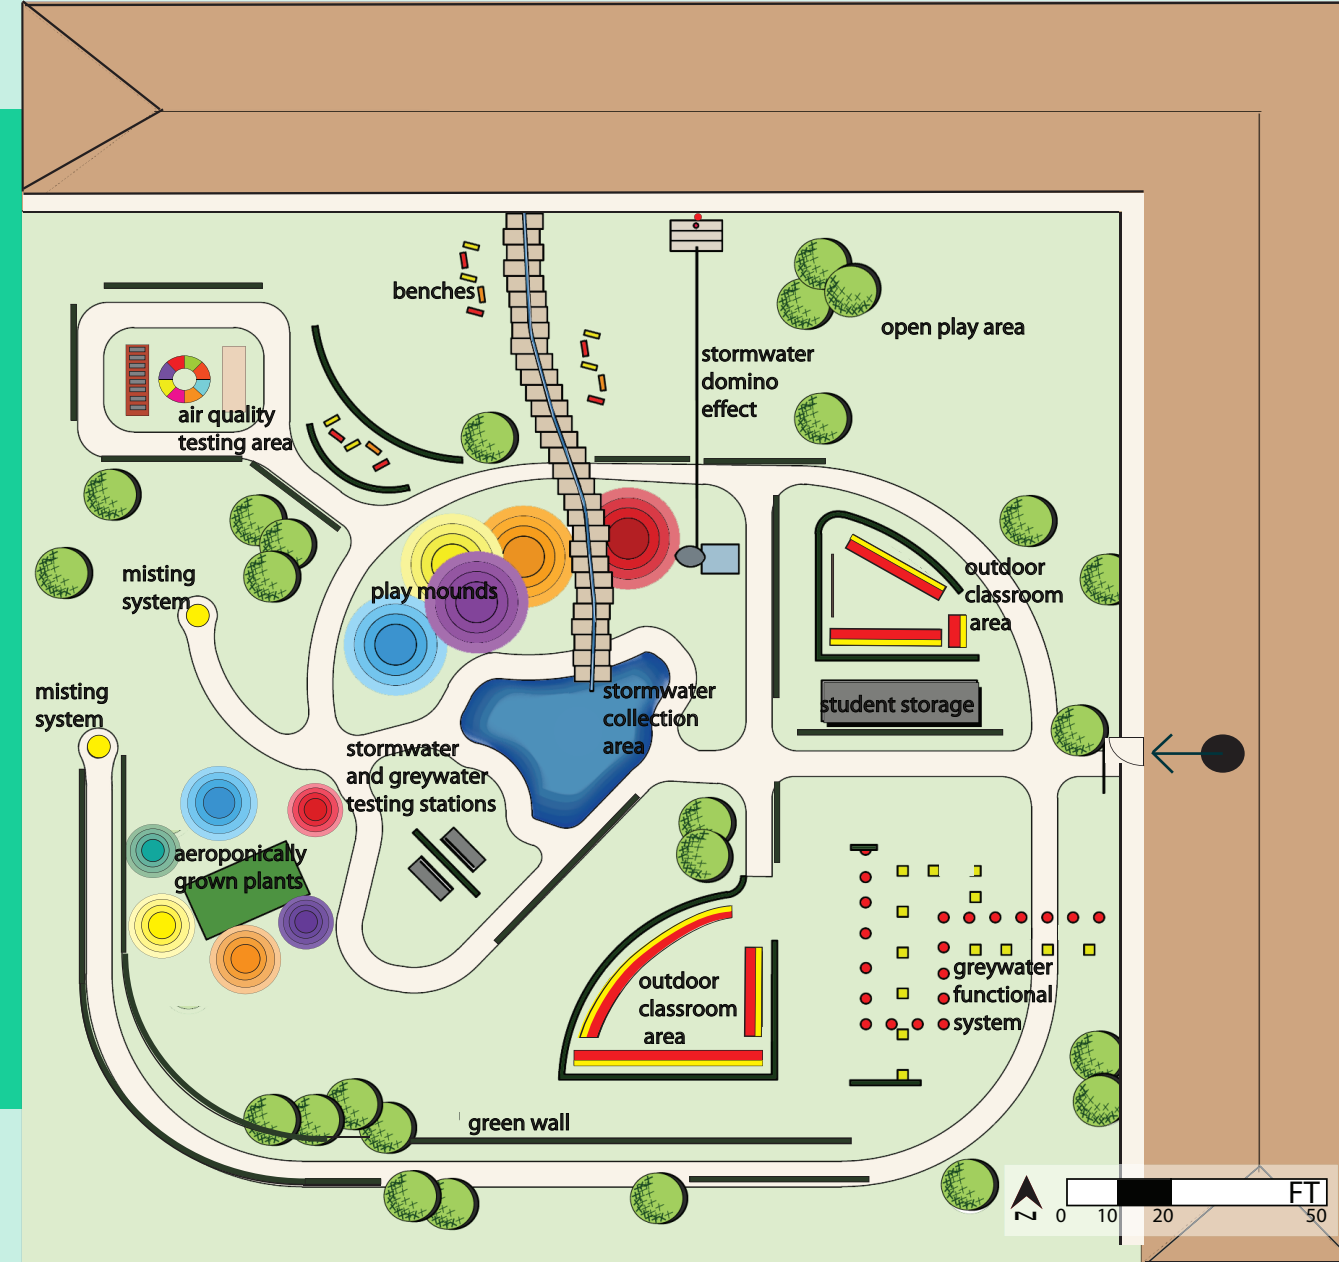 benches
open play area
stormwater
domino
effect
air quality
testing area
misting
system
outdoor
classroom
area
play mounds
misting
system
stormwater
collection
area
student storage
stormwater
and greywater
testing stations
aeroponically
grown plants
outdoor
classroom
area
greywater
functional
system
green wall
N
FT
0 10 20 50